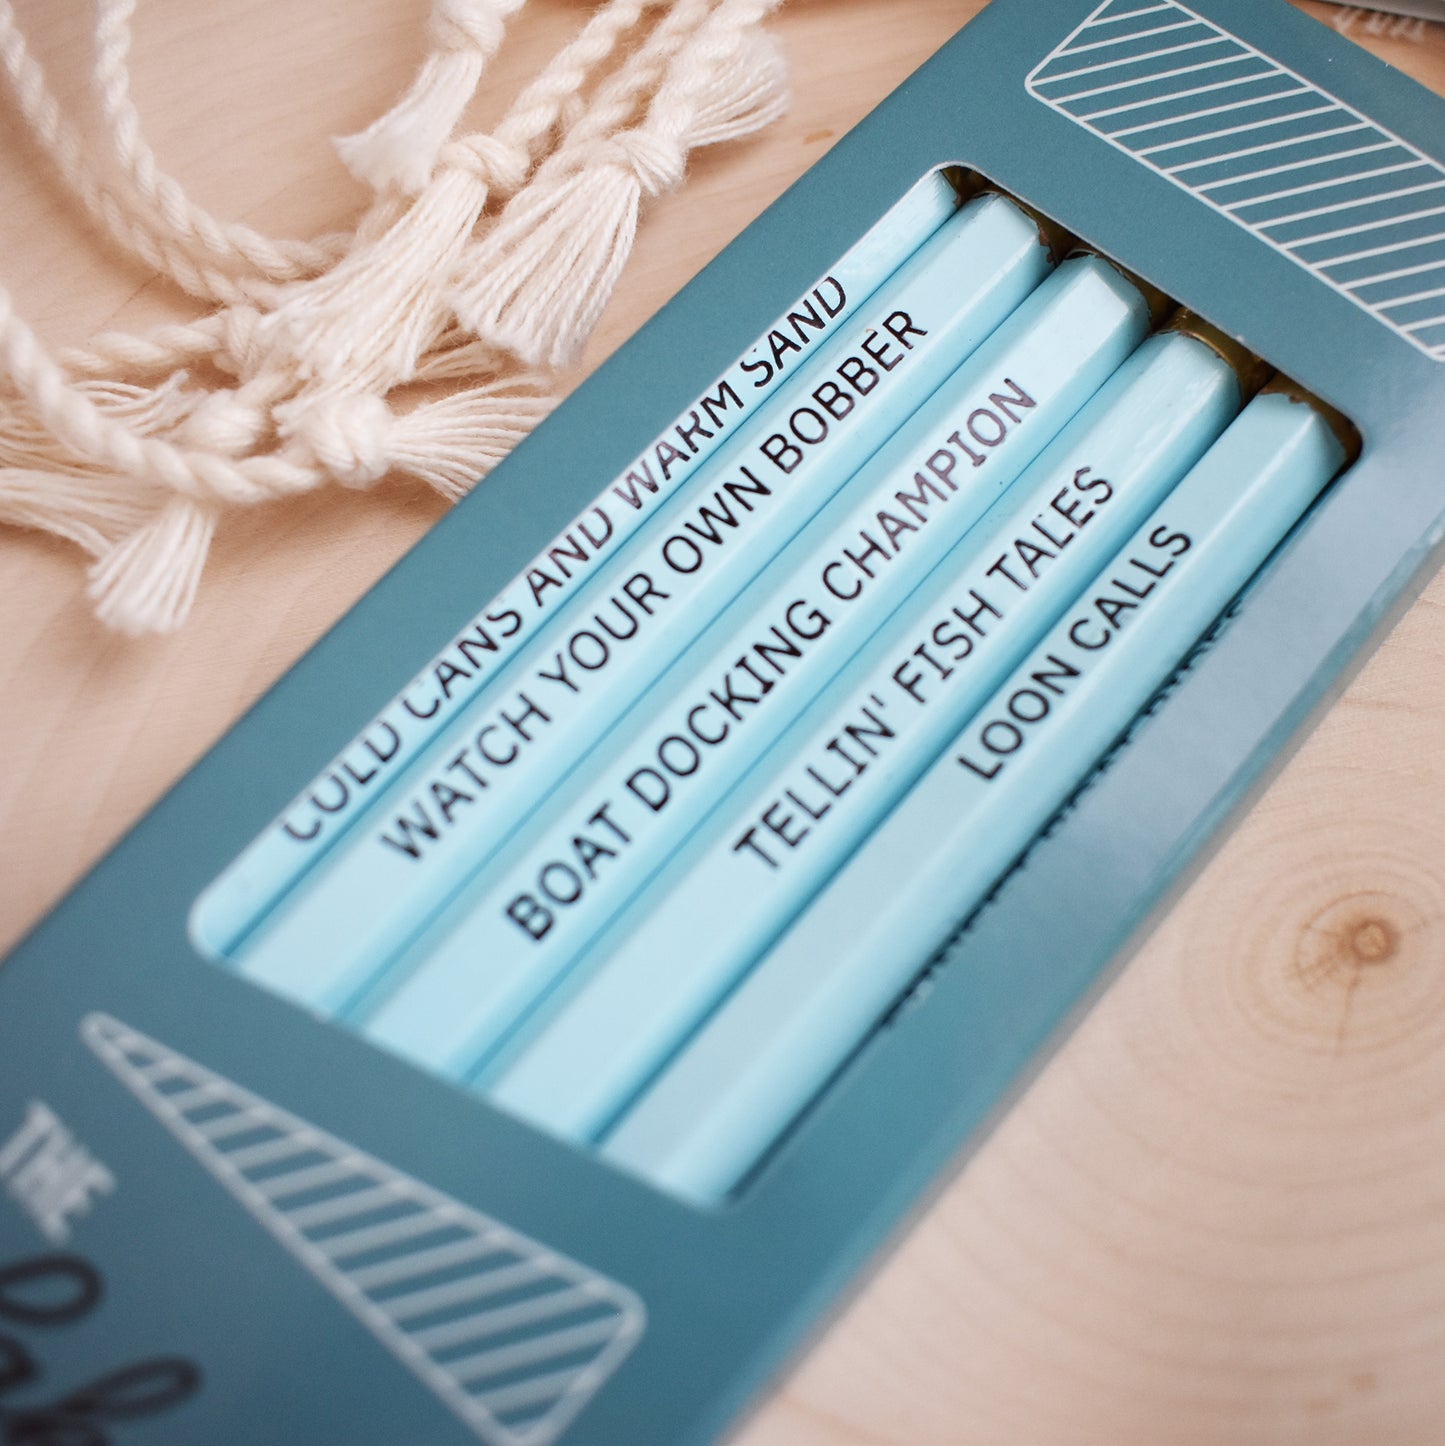 COLD CANS AND WARM SAND
WATCH YOUR OWN BOBBER
BOAT DOCKING CHAMPION
TELLIN' FISH TALES
LOON CALLS
THE